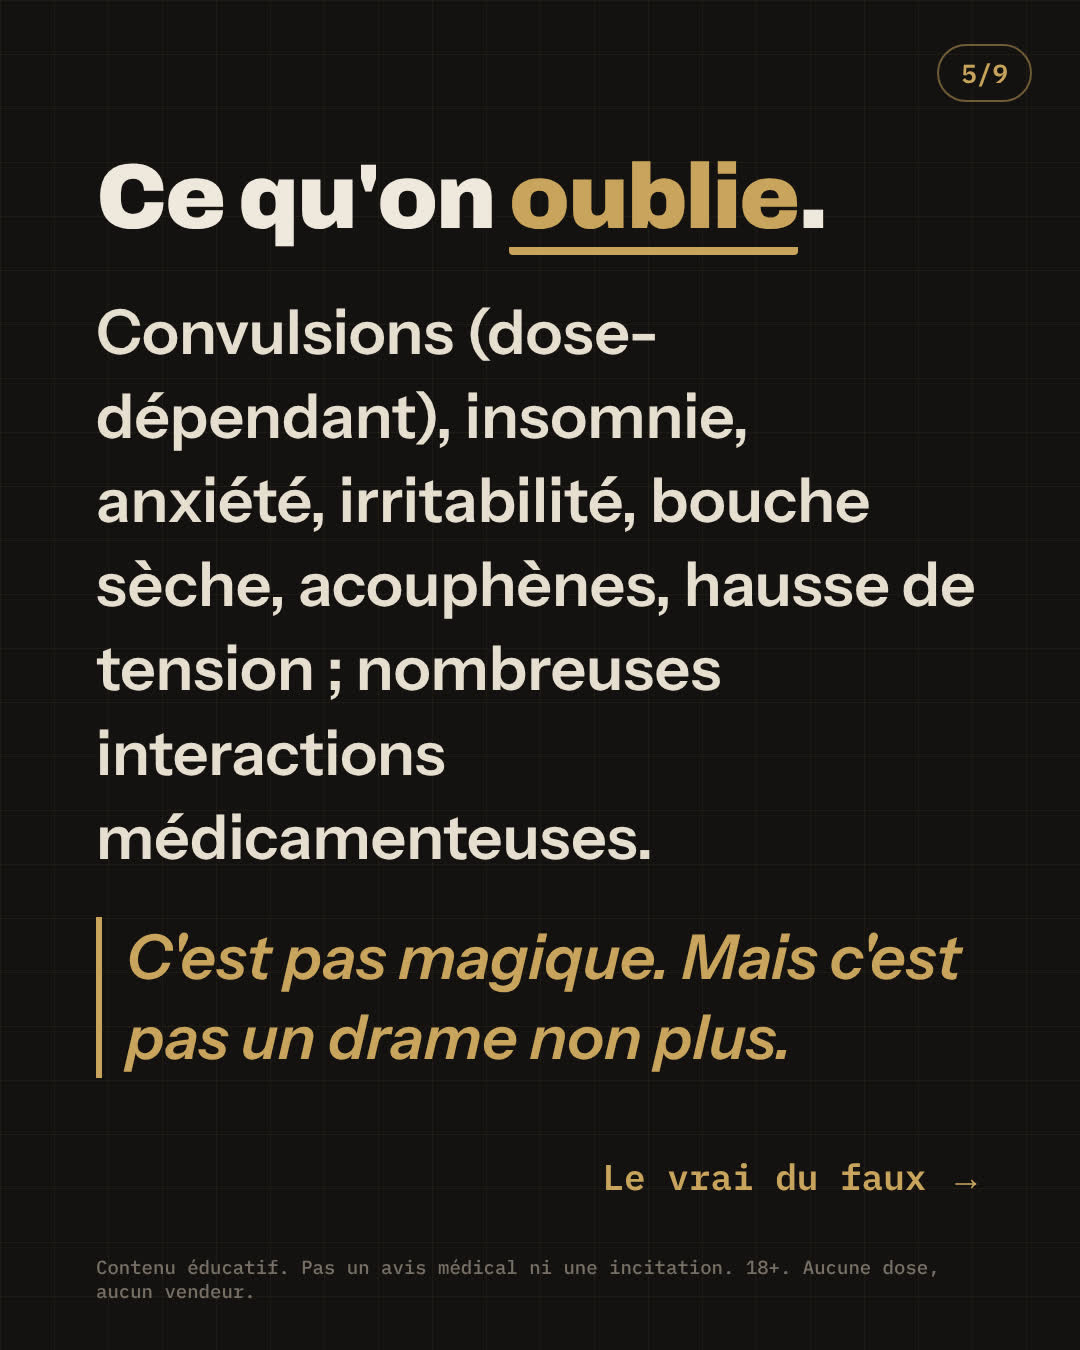 5/9
Ce qu'on oublie.
Convulsions (dose-
dépendant), insomnie,
anxiété, irritabilité, bouche
sèche, acouphènes, hausse de
tension ; nombreuses
interactions
médicamenteuses.
C'est pas magique. Mais c'est
pas un drame non plus.
Le vrai du faux →
Contenu éducatif. Pas un avis médical ni une incitation. 18+. Aucune dose,
aucun vendeur.